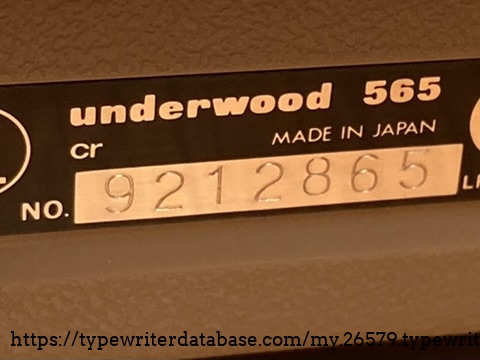 underwood 565
cr
MADE IN JAPAN
NO. 9212865
https://typewriterdatabase.com/my.26579.typewrit